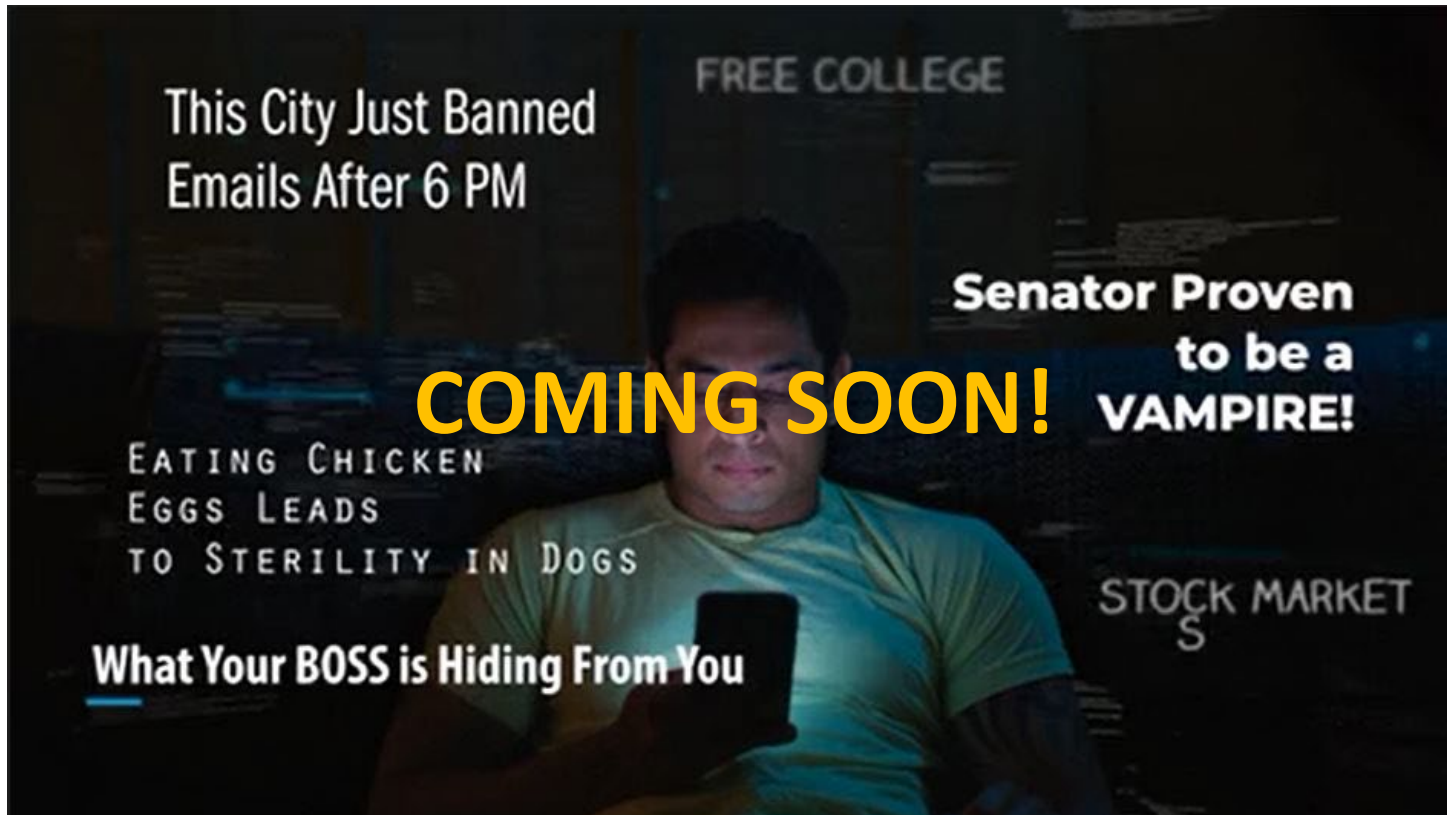 FREE COLLEGE
This City Just Banned
Emails After 6 PM
Senator Proven
to be a
VAMPIRE!
COMING SOON!
EATING CHICKEN
EGGS LEADS
TO STERILITY IN DOGS
STOCK MARKET
S
What Your BOSS is Hiding From You